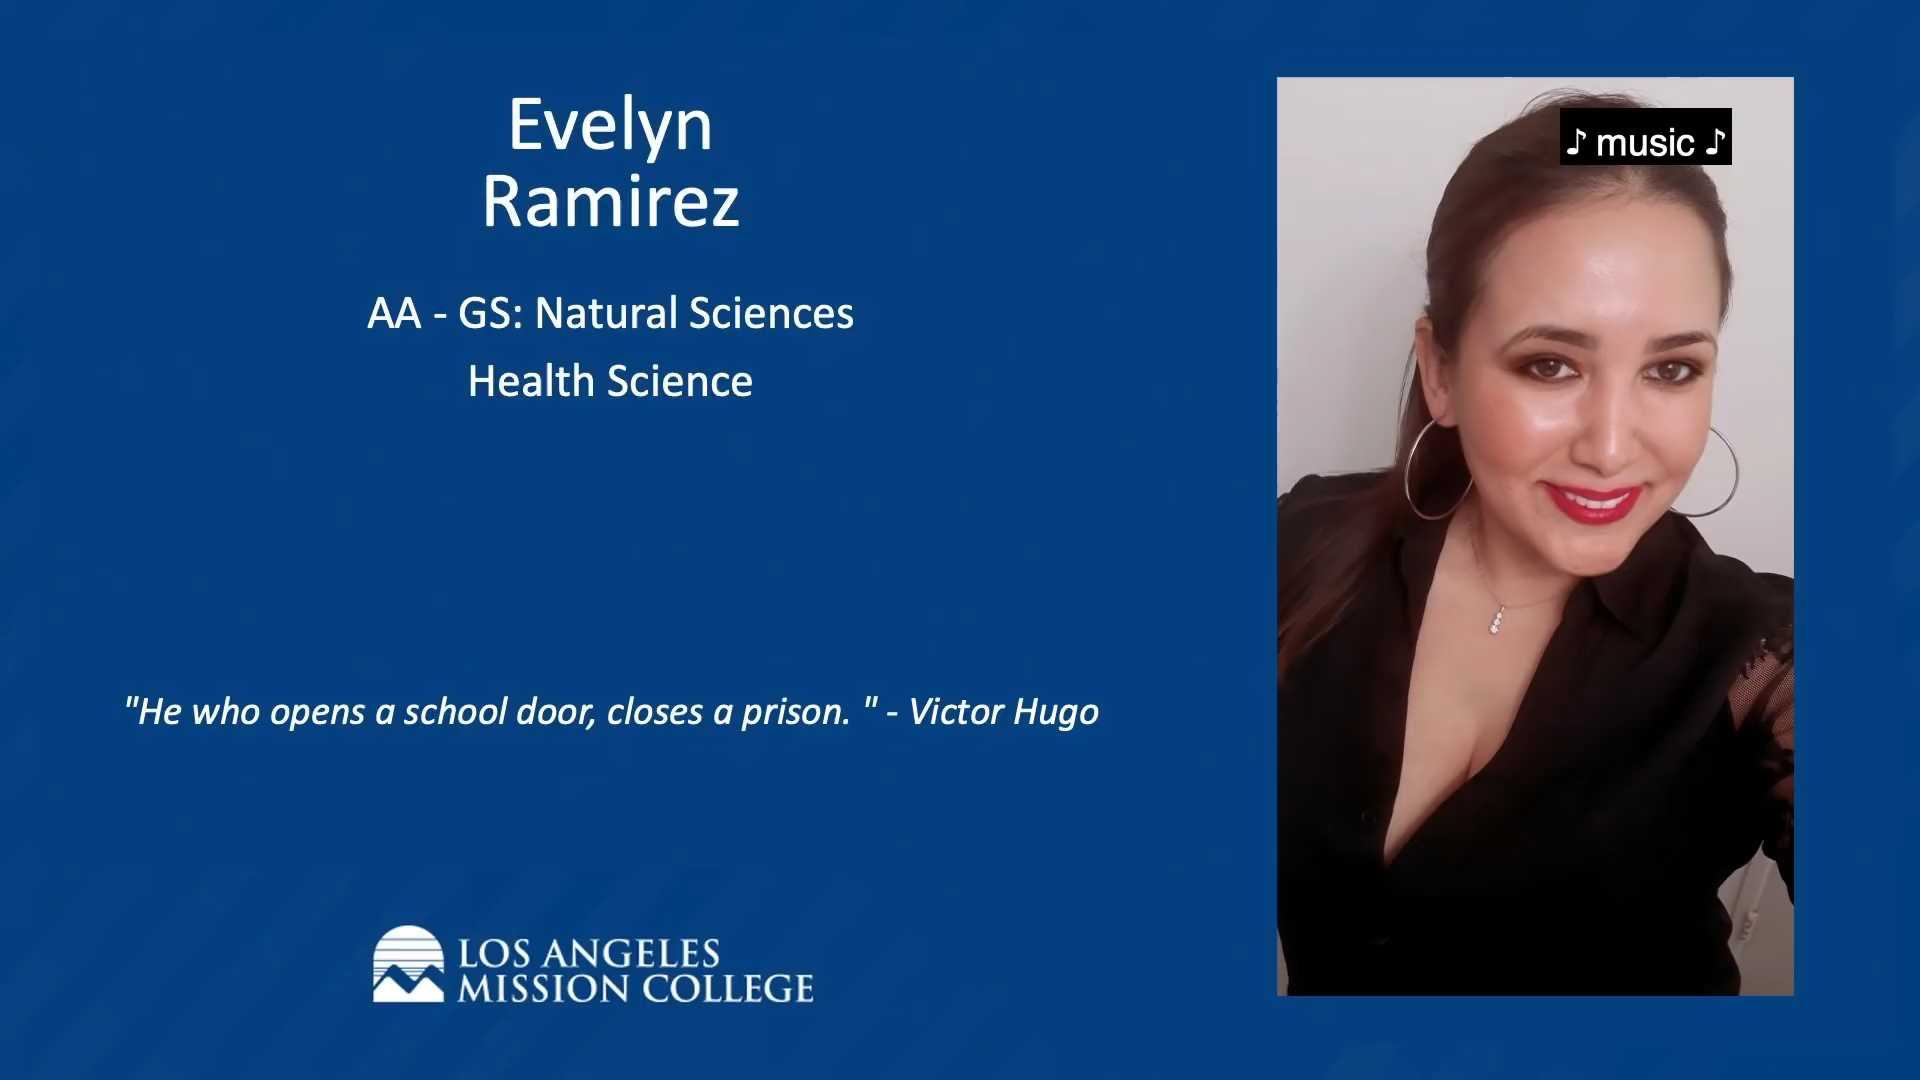 Evelyn
Ramirez
AA - GS: Natural Sciences
Health Science
"He who opens a school door, closes a prison. " - Victor Hugo
LOS ANGELES
MISSION COLLEGE
♪ music ♪